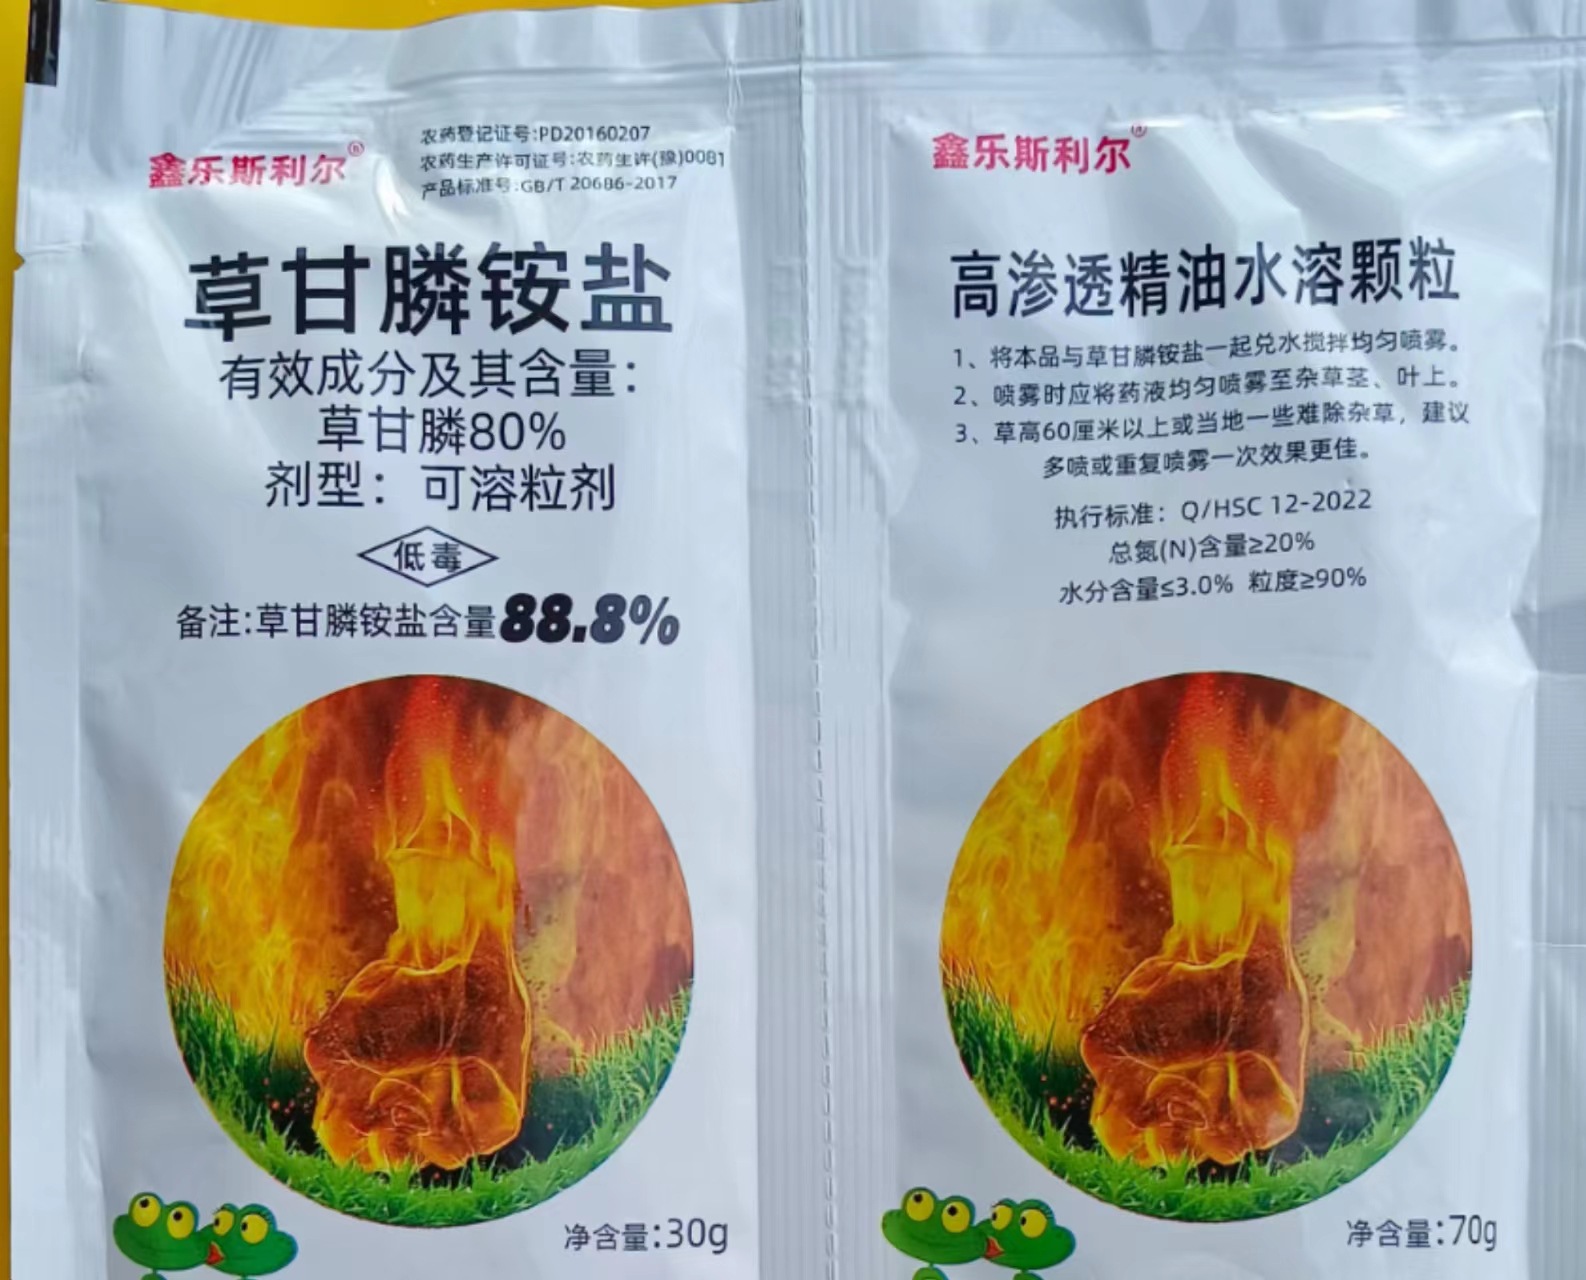 鑫乐斯利尔®
农药登记证号:PD20160207
农药生产许可证号:农药生许(豫)0081
产品标准号:GB/T 20686-2017
草甘膦铵盐
有效成分及其含量：
草甘膦80%
剂型：可溶粒剂
低毒
备注:草甘膦铵盐含量88.8%
净含量:30g
鑫乐斯利尔®
高渗透精油水溶颗粒
1、将本品与草甘膦铵盐一起兑水搅拌均匀喷雾。
2、喷雾时应将药液均匀喷雾至杂草茎、叶上。
3、草高60厘米以上或当地一些难除杂草，建议
多喷或重复喷雾一次效果更佳。
执行标准：Q/HSC 12-2022
总氮(N)含量≥20%
水分含量≤3.0% 粒度≥90%
净含量:70g